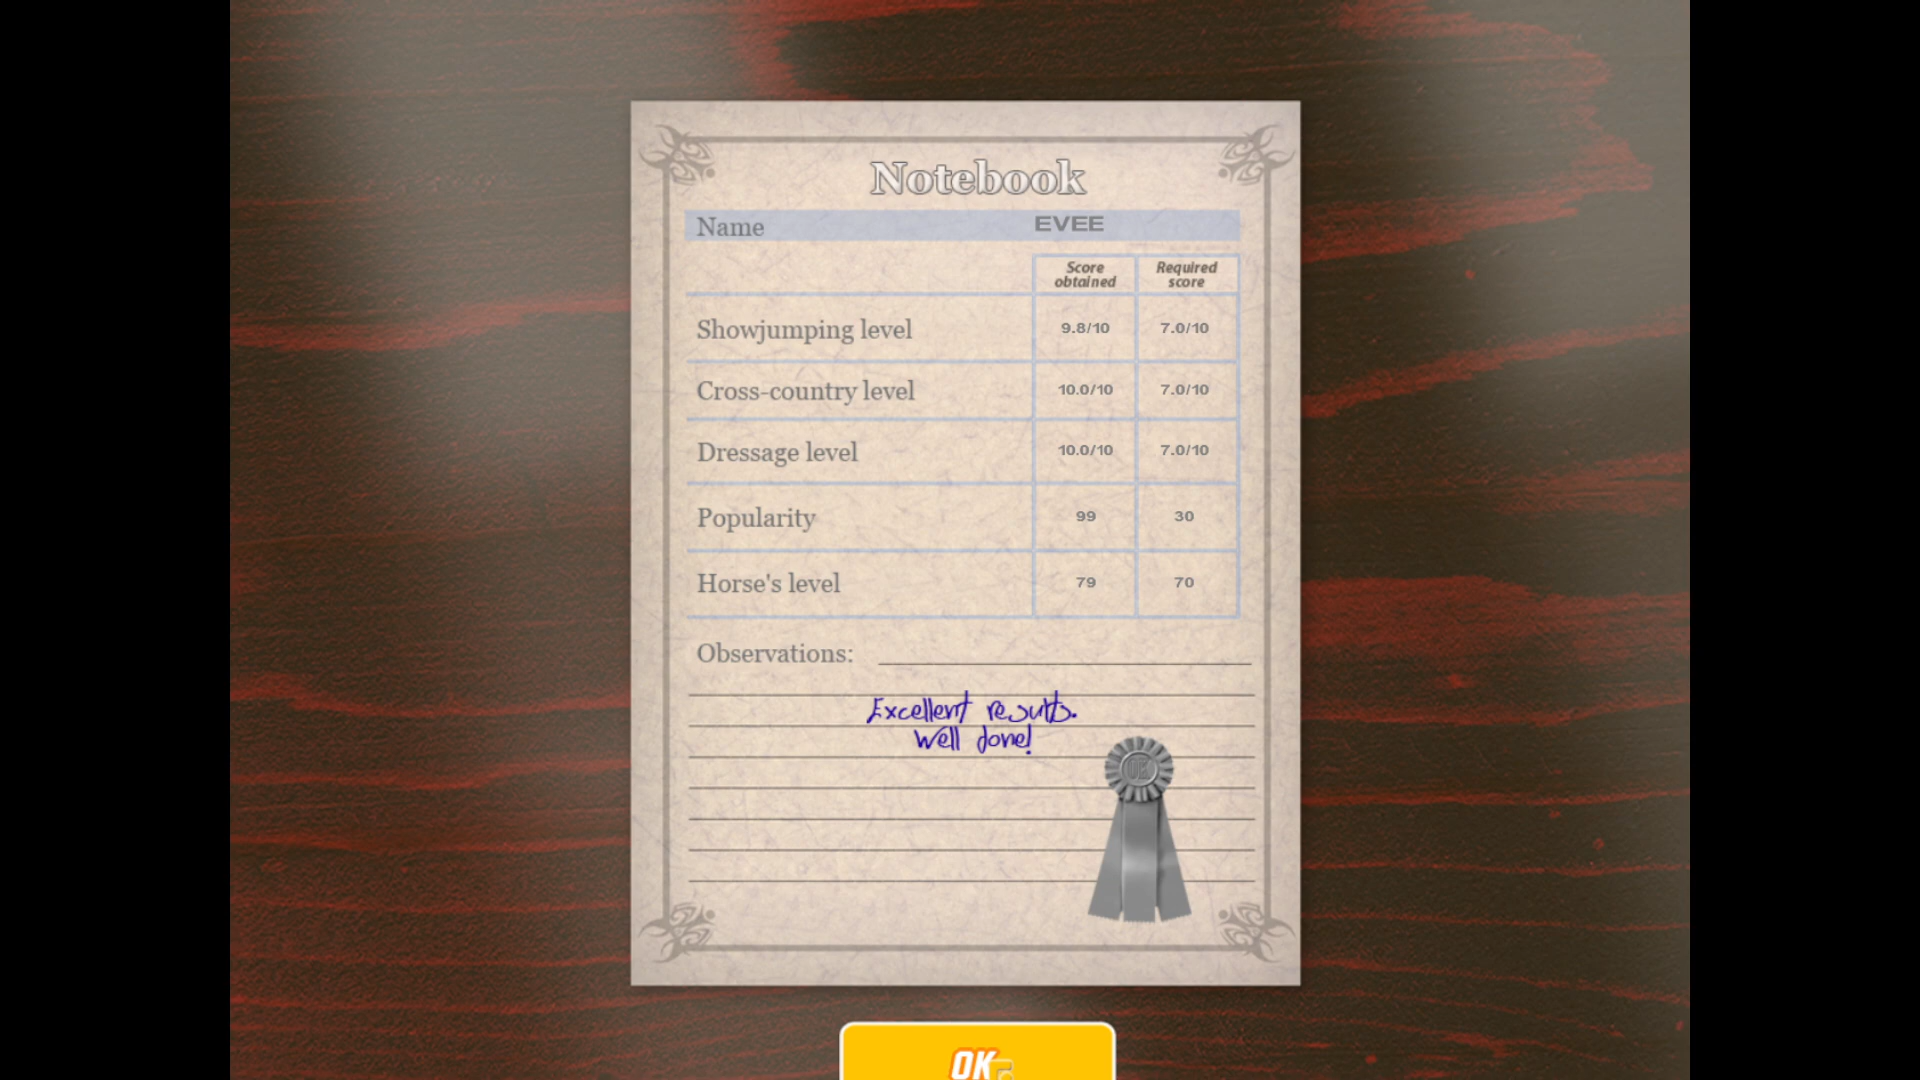 Notebook
Name EVEE
Score obtained Required score
Showjumping level 9.8/10 7.0/10
Cross-country level 10.0/10 7.0/10
Dressage level 10.0/10 7.0/10
Popularity 99 30
Horse's level 79 70
Observations:
Excellent results.
Well done!
OK
OK